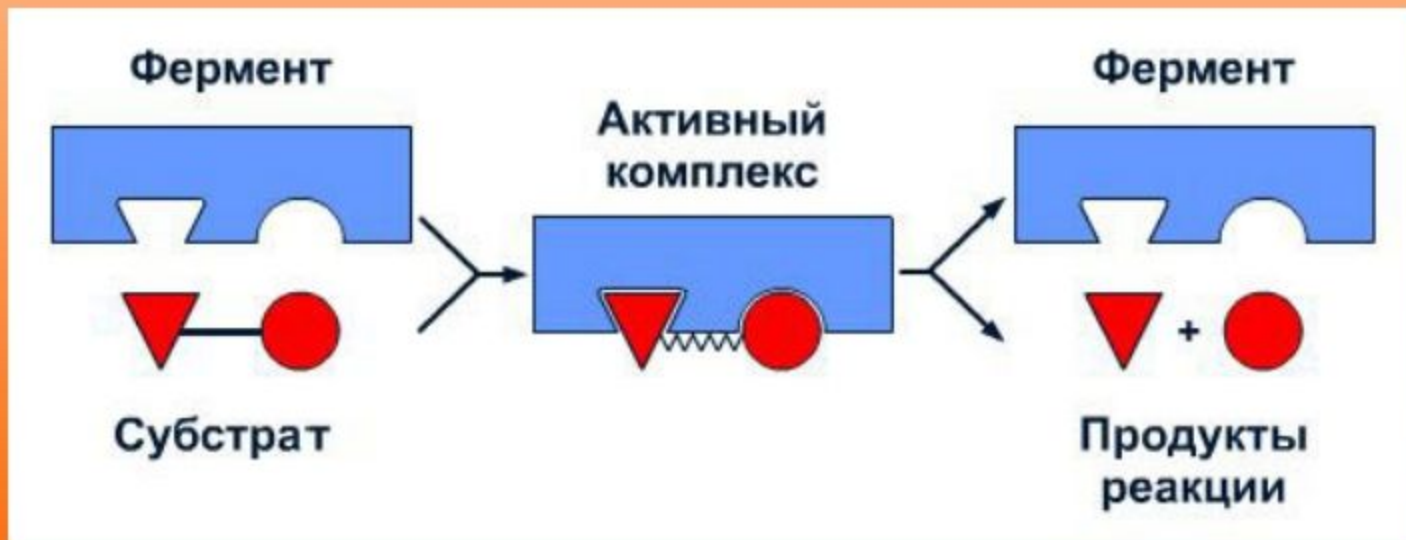 Фермент
Субстрат
Активный
комплекс
Фермент
+
Продукты
реакции